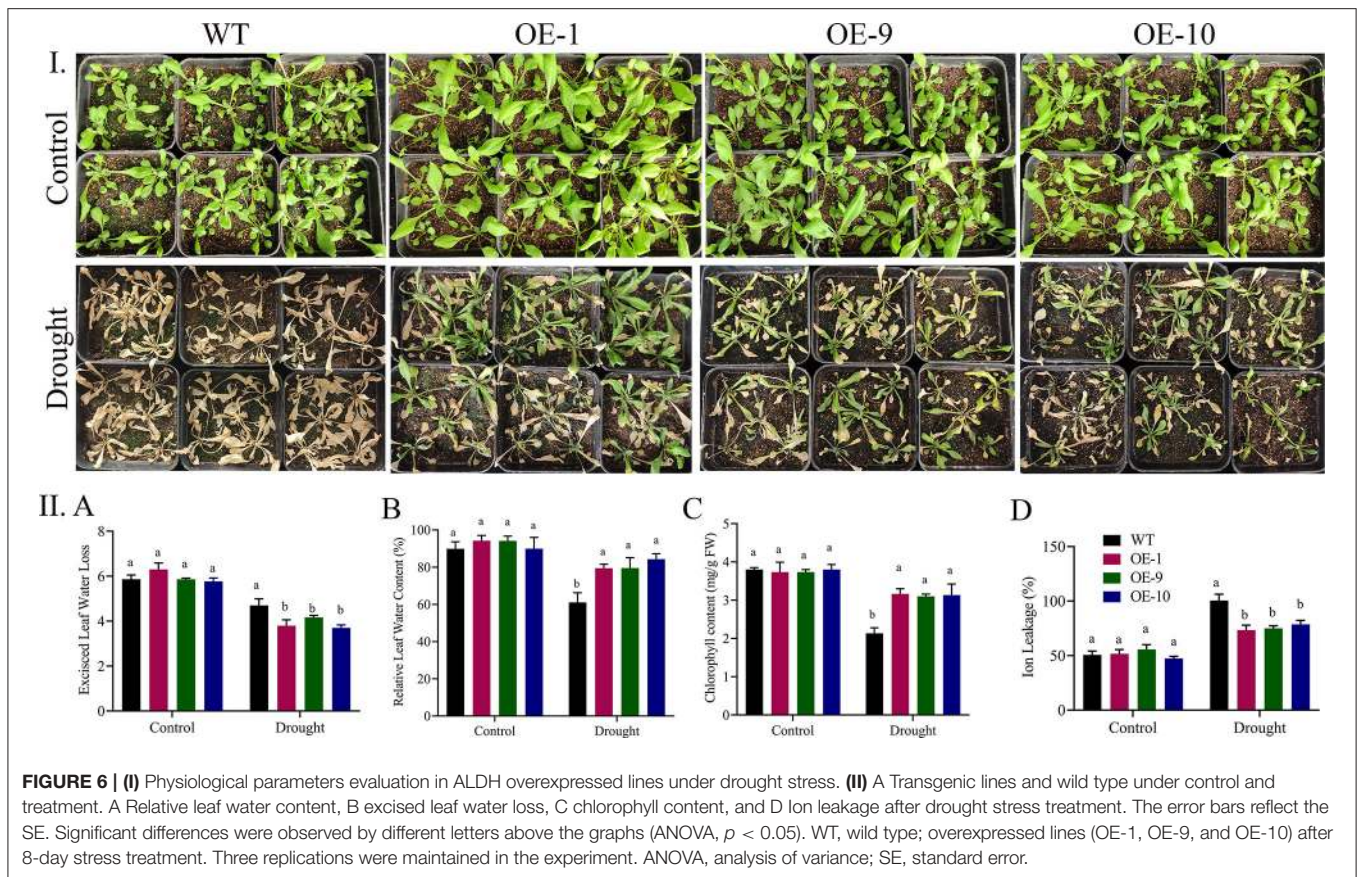 WT OE-1 OE-9 OE-10
I.
Control
Drought
II. A
Excisced Leaf Water Loss
8
6
4
2
0
a a a a a b b b
Control Drought
B
Relative Leaf Water Content (%)
100
80
60
40
20
0
a a a a b a a a
Control Drought
C
Chlorophyll content (mg/g FW)
5
4
3
2
1
0
a a a a b a a a
Control Drought
D
Ion Leakage (%)
150
100
50
0
WT
OE-1
OE-9
OE-10
a a a a a b b b
Control Drought
FIGURE 6 | (I) Physiological parameters evaluation in ALDH overexpressed lines under drought stress. (II) A Transgenic lines and wild type under control and
treatment. A Relative leaf water content, B excised leaf water loss, C chlorophyll content, and D Ion leakage after drought stress treatment. The error bars reflect the
SE. Significant differences were observed by different letters above the graphs (ANOVA, p < 0.05). WT, wild type; overexpressed lines (OE-1, OE-9, and OE-10) after
8-day stress treatment. Three replications were maintained in the experiment. ANOVA, analysis of variance; SE, standard error.